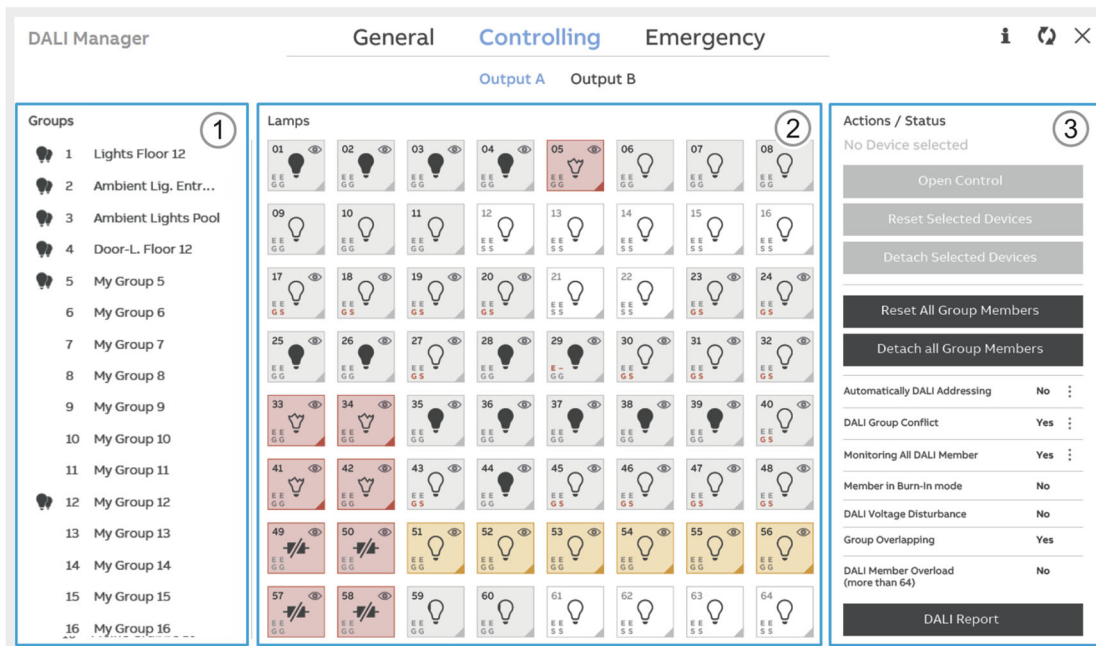 DALI Manager
General Controlling Emergency
Output A Output B
Groups
1
1 Lights Floor 12
2 Ambient Lig. Entr...
3 Ambient Lights Pool
4 Door-L. Floor 12
5 My Group 5
6 My Group 6
7 My Group 7
8 My Group 8
9 My Group 9
10 My Group 10
11 My Group 11
12 My Group 12
13 My Group 13
14 My Group 14
15 My Group 15
16 My Group 16
Lamps
2
01 02 03 04 05 06 07 08
E E E E E E E E E E E E E E E E
G G G G G G G G G G G G G G G G
09 10 11 12 13 14 15 16
E E E E E E E E E E E E E E E E
G G G G G G S S S S S S S S S S
17 18 19 20 21 22 23 24
E E E E E E E E E E E E E E E E
G S G S G S G S S S S S G S G S
25 26 27 28 29 30 31 32
E E E E E E E E E – E E E E E E
G G G G G S G G G G G S G S G S
33 34 35 36 37 38 39 40
E E E E E E E E E E E E E E E E
G G G G G G G G G G G G G G G S
41 42 43 44 45 46 47 48
E E E E E E E E E E E E E E E E
G G G G G S G G G S G S G S G S
49 50 51 52 53 54 55 56
E E E E E E E E E E E E E E E E
G G G G G G G G G G G G G G G G
57 58 59 60 61 62 63 64
E E E E E E E E E E E E E E E E
G G G G G G G G S S S S S S S S
Actions / Status
3
No Device selected
Open Control
Reset Selected Devices
Detach Selected Devices
Reset All Group Members
Detach all Group Members
Automatically DALI Addressing No
DALI Group Conflict Yes
Monitoring All DALI Member Yes
Member in Burn-In mode No
DALI Voltage Disturbance No
Group Overlapping Yes
DALI Member Overload No
(more than 64)
DALI Report